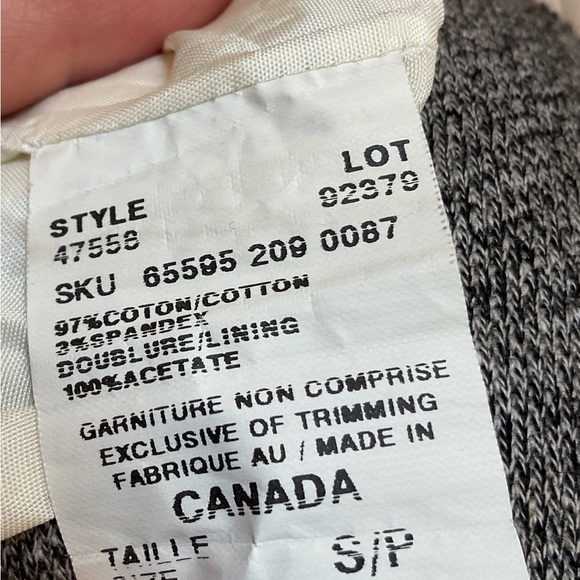 LOT
92379
STYLE
47558
SKU 65595 209 0087
97%COTON/COTTON
3%SPANDEX
DOUBLURE/LINING
100%ACETATE
GARNITURE NON COMPRISE
EXCLUSIVE OF TRIMMING
FABRIQUE AU / MADE IN
CANADA
TAILLE S/P
SIZE